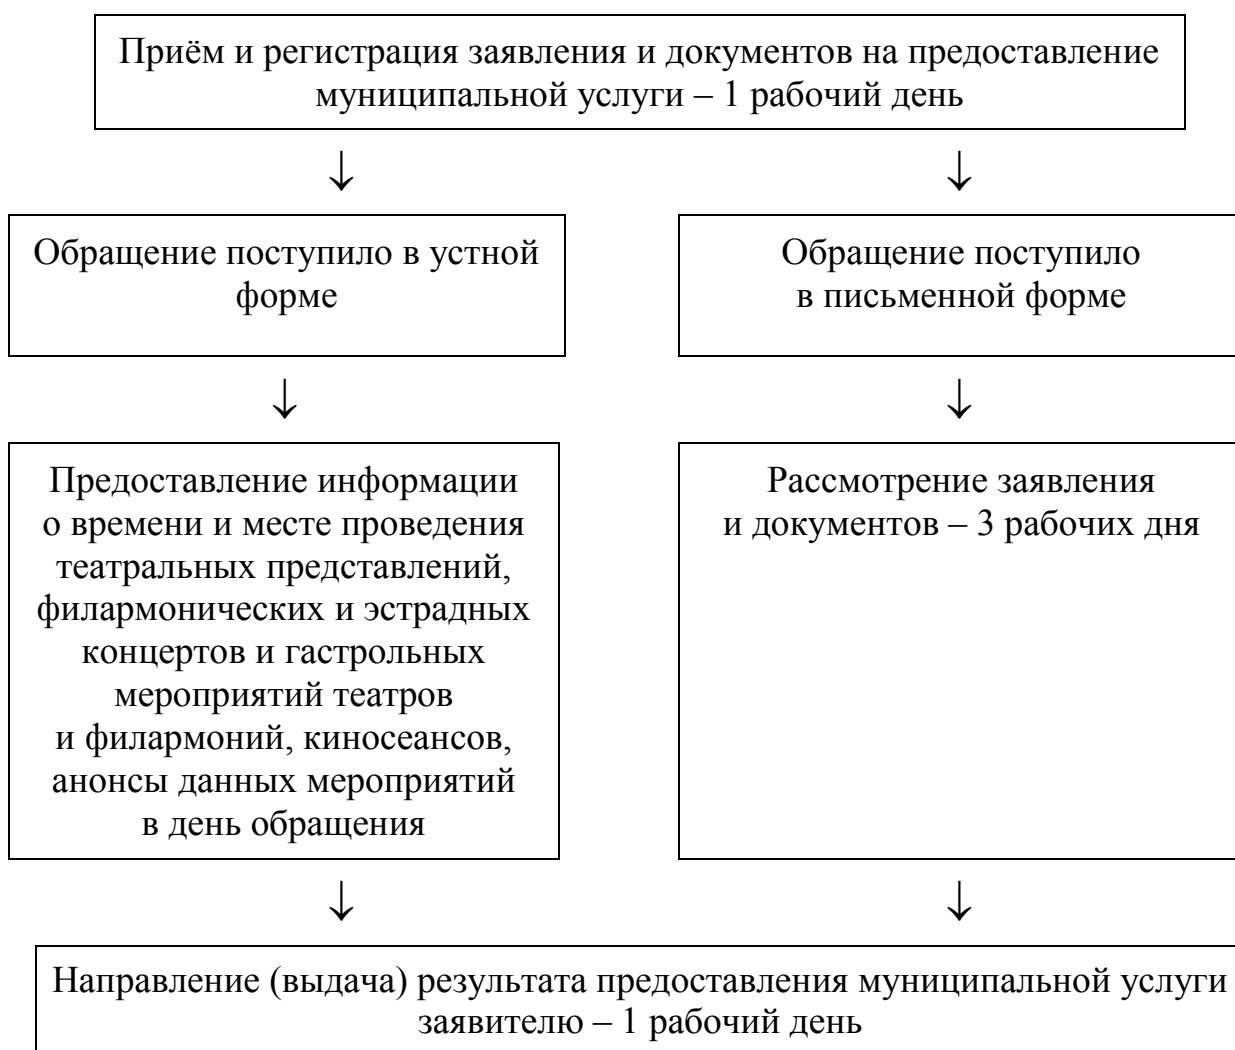 Приём и регистрация заявления и документов на предоставление
муниципальной услуги – 1 рабочий день
↓ ↓
Обращение поступило в устной
форме
Обращение поступило
в письменной форме
↓ ↓
Предоставление информации
о времени и месте проведения
театральных представлений,
филармонических и эстрадных
концертов и гастрольных
мероприятий театров
и филармоний, киносеансов,
анонсы данных мероприятий
в день обращения
Рассмотрение заявления
и документов – 3 рабочих дня
↓ ↓
Направление (выдача) результата предоставления муниципальной услуги
заявителю – 1 рабочий день